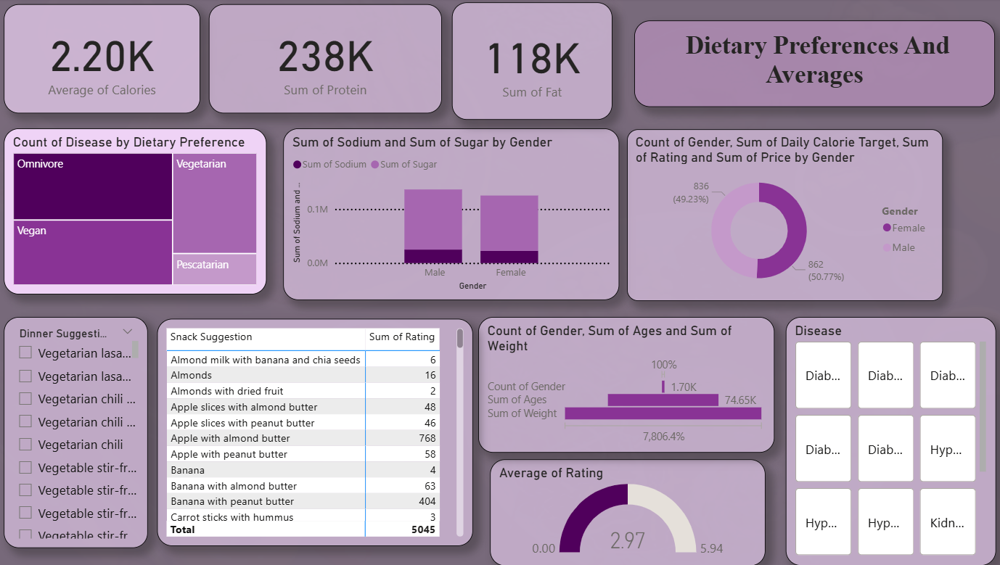 2.20K
Average of Calories
238K
Sum of Protein
118K
Sum of Fat
Dietary Preferences And
Averages
Count of Disease by Dietary Preference
Omnivore
Vegetarian
Vegan
Pescatarian
Sum of Sodium and Sum of Sugar by Gender
Sum of Sodium Sum of Sugar
Sum of Sodium and ...
0.1M
0.0M
Male Female
Gender
Count of Gender, Sum of Daily Calorie Target, Sum
of Rating and Sum of Price by Gender
836
(49.23%)
862
(50.77%)
Gender
Female
Male
Dinner Suggesti...
Vegetarian lasa...
Vegetarian lasa...
Vegetarian chili ...
Vegetarian chili ...
Vegetarian chili
Vegetable stir-fr...
Vegetable stir-fr...
Vegetable stir-fr...
Vegetable stir-fr
Snack Suggestion Sum of Rating
Almond milk with banana and chia seeds 6
Almonds 16
Almonds with dried fruit 2
Apple slices with almond butter 48
Apple slices with peanut butter 46
Apple with almond butter 768
Apple with peanut butter 58
Banana 4
Banana with almond butter 63
Banana with peanut butter 404
Carrot sticks with hummus 3
Total 5045
Count of Gender, Sum of Ages and Sum of
Weight
100%
Count of Gender 1.70K
Sum of Ages 74.65K
Sum of Weight
7,806.4%
Average of Rating
0.00 2.97 5.94
Disease
Diab... Diab... Diab...
Diab... Diab... Hyp...
Hyp... Hyp... Kidn...